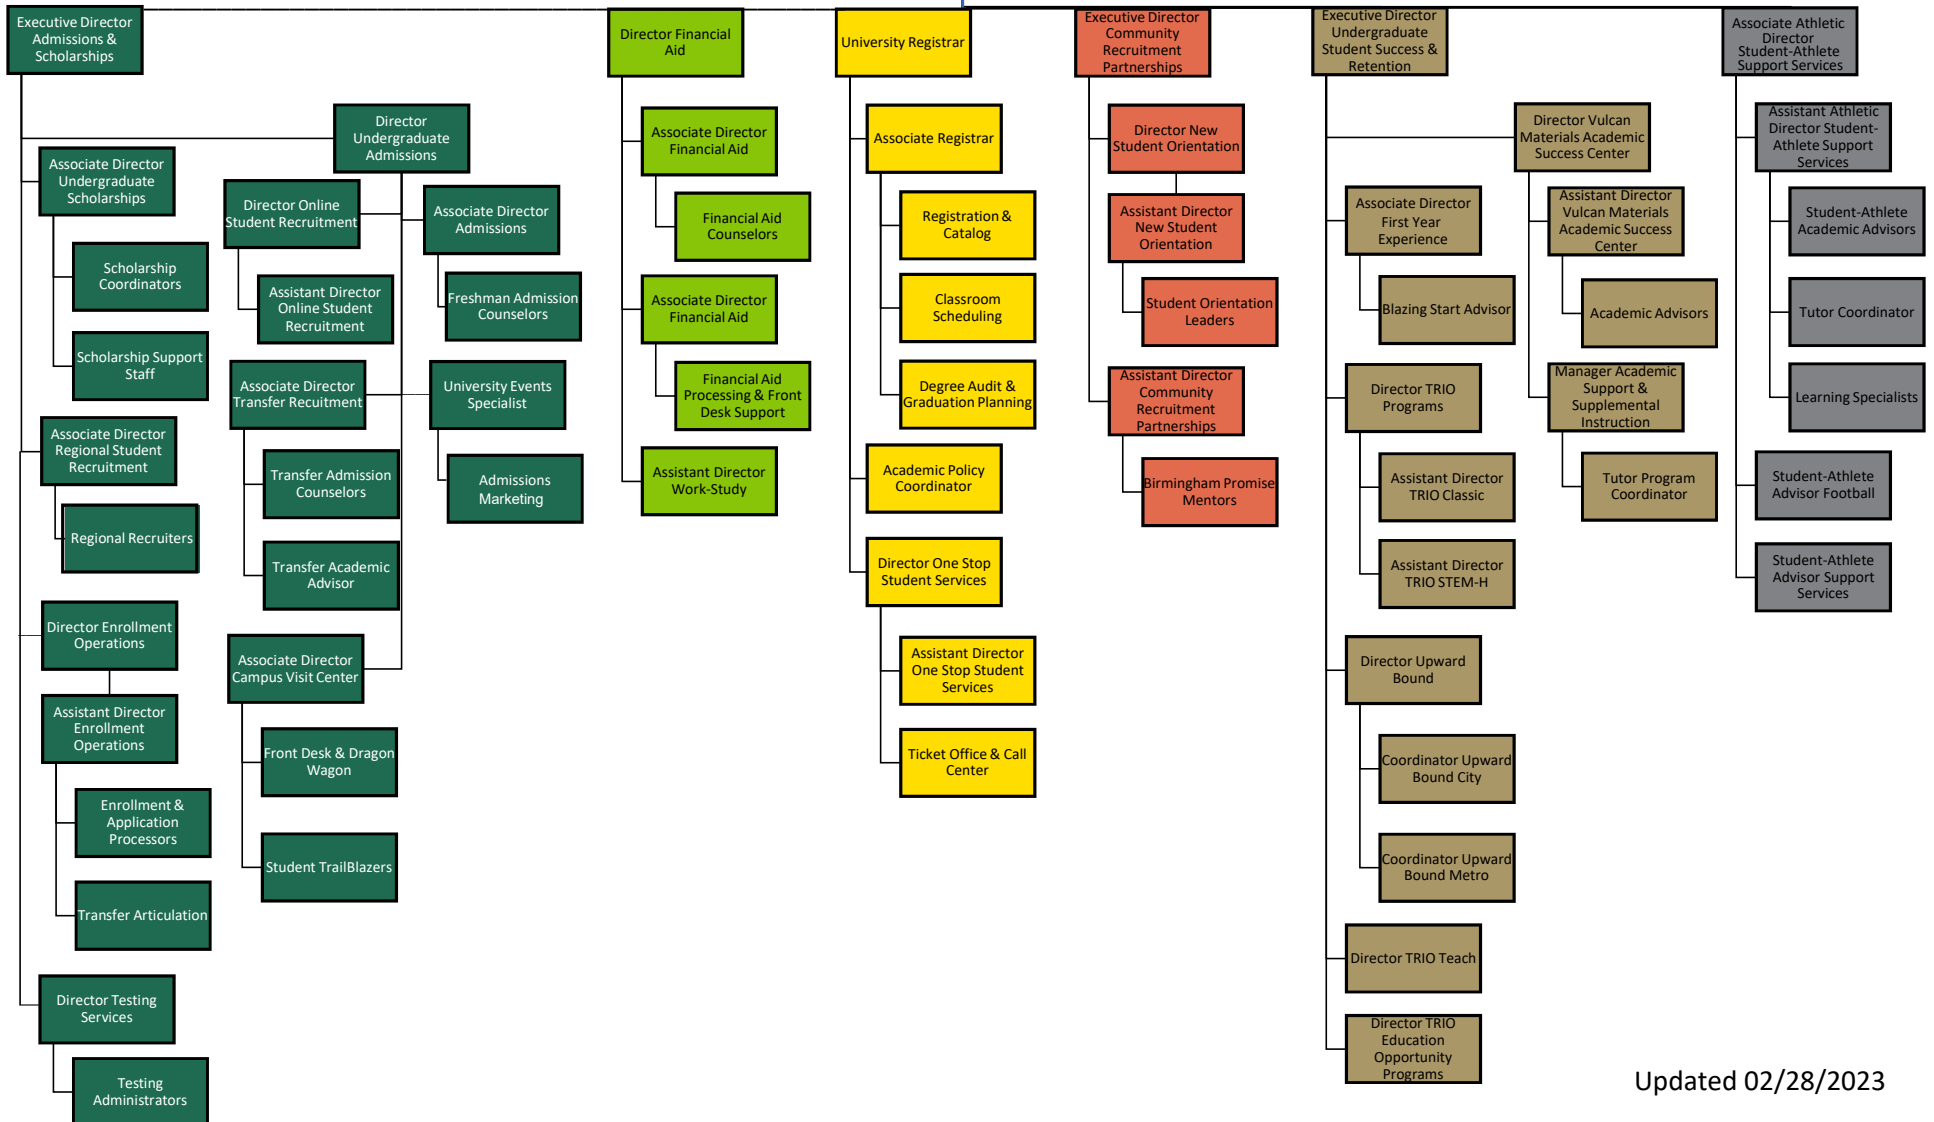 Executive Director
Admissions &
Scholarships
Director
Undergraduate
Admissions
Associate Director
Undergraduate
Scholarships
Scholarship
Coordinators
Scholarship Support
Staff
Associate Director
Regional Student
Recruitment
Regional Recruiters
Director Enrollment
Operations
Assistant Director
Enrollment
Operations
Enrollment &
Application
Processors
Transfer Articulation
Director Testing
Services
Testing
Administrators
Director Online
Student Recruitment
Assistant Director
Online Student
Recruitment
Associate Director
Admissions
Freshman Admission
Counselors
Associate Director
Transfer Recruitment
Transfer Admission
Counselors
Transfer Academic
Advisor
University Events
Specialist
Admissions
Marketing
Associate Director
Campus Visit Center
Front Desk & Dragon
Wagon
Student TrailBlazers
Director Financial
Aid
Associate Director
Financial Aid
Financial Aid
Counselors
Associate Director
Financial Aid
Financial Aid
Processing & Front
Desk Support
Assistant Director
Work-Study
University Registrar
Associate Registrar
Registration &
Catalog
Classroom
Scheduling
Degree Audit &
Graduation Planning
Academic Policy
Coordinator
Director One Stop
Student Services
Assistant Director
One Stop Student
Services
Ticket Office & Call
Center
Executive Director
Community
Recruitment
Partnerships
Director New
Student Orientation
Assistant Director
New Student
Orientation
Student Orientation
Leaders
Assistant Director
Community
Recruitment
Partnerships
Birmingham Promise
Mentors
Executive Director
Undergraduate
Student Success &
Retention
Associate Director
First Year
Experience
Blazing Start Advisor
Director TRIO
Programs
Assistant Director
TRIO Classic
Assistant Director
TRIO STEM-H
Director Upward
Bound
Coordinator Upward
Bound City
Coordinator Upward
Bound Metro
Director TRIO Teach
Director TRIO
Education
Opportunity
Programs
Director Vulcan
Materials Academic
Success Center
Assistant Director
Vulcan Materials
Academic Success
Center
Academic Advisors
Manager Academic
Support &
Supplemental
Instruction
Tutor Program
Coordinator
Associate Athletic
Director
Student-Athlete
Support Services
Assistant Athletic
Director Student-
Athlete Support
Services
Student-Athlete
Academic Advisors
Tutor Coordinator
Learning Specialists
Student-Athlete
Advisor Football
Student-Athlete
Advisor Support
Services
Updated 02/28/2023